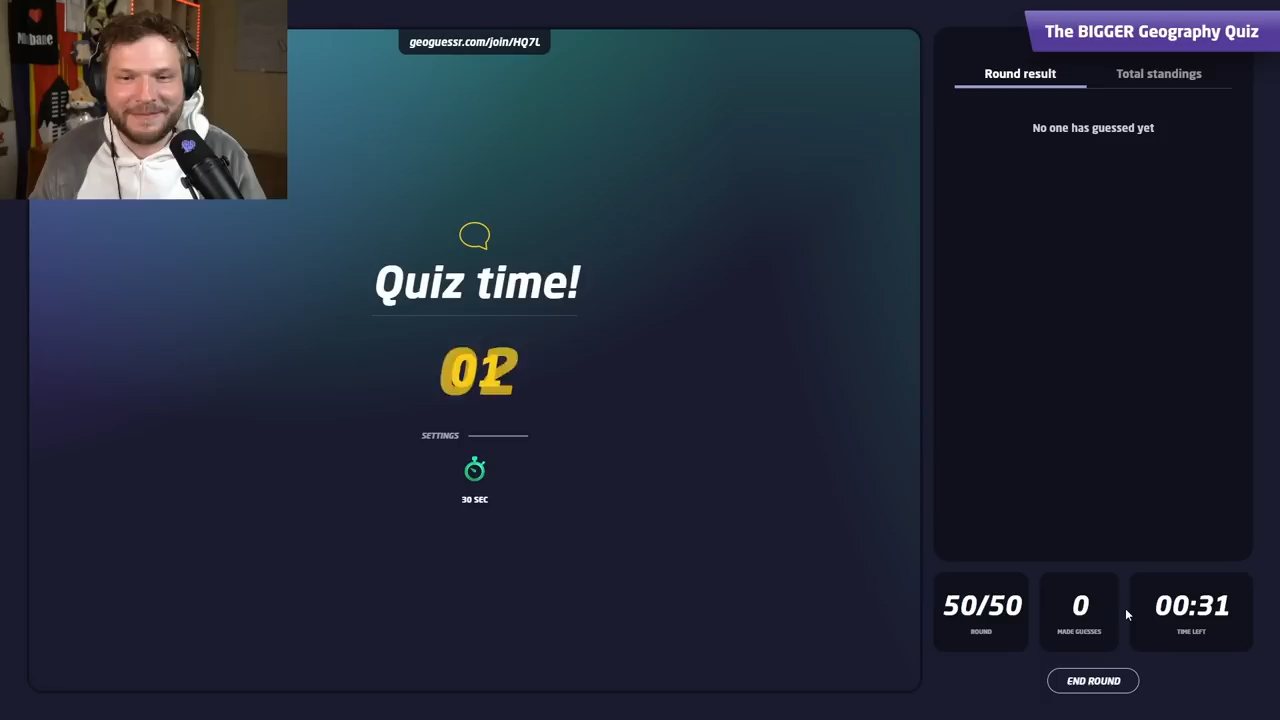 geoguessr.com/join/HQ7L
The BIGGER Geography Quiz
Round result
Total standings
No one has guessed yet
Quiz time!
SETTINGS
30 SEC
50/50
ROUND
0
MADE GUESSES
00:31
TIME LEFT
END ROUND